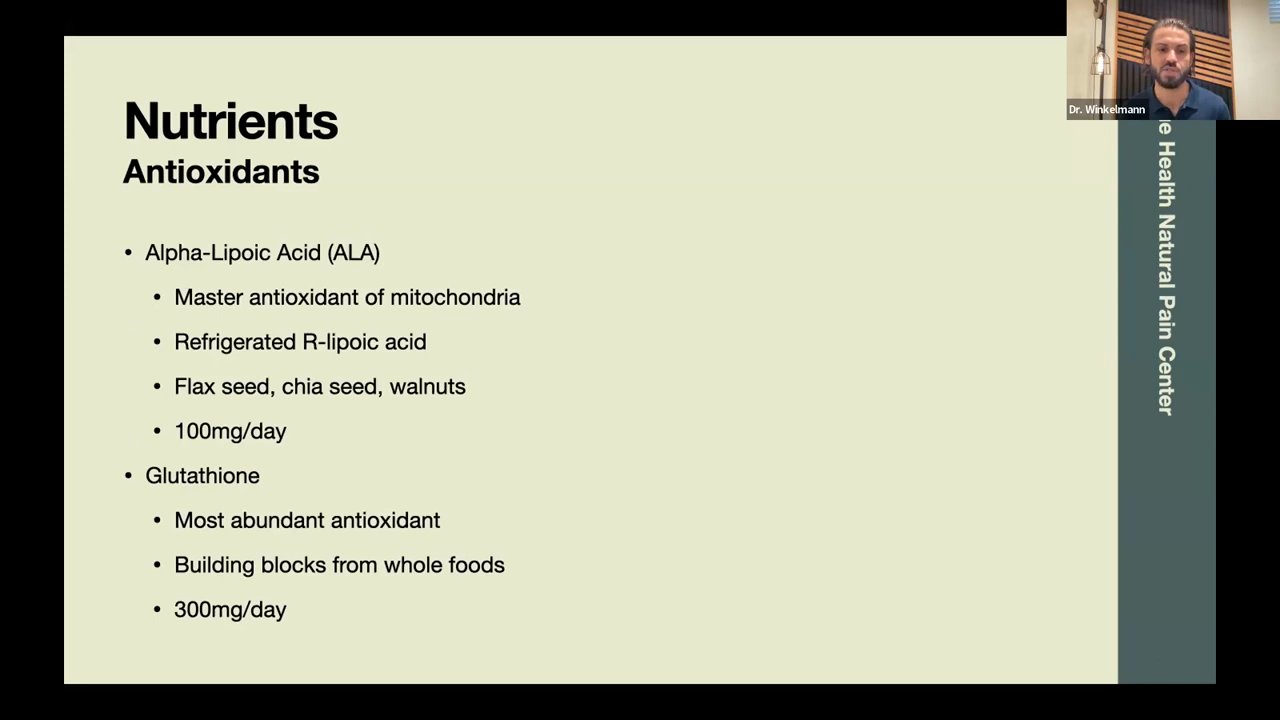 Nutrients
Antioxidants
• Alpha-Lipoic Acid (ALA)
• Master antioxidant of mitochondria
• Refrigerated R-lipoic acid
• Flax seed, chia seed, walnuts
• 100mg/day
• Glutathione
• Most abundant antioxidant
• Building blocks from whole foods
• 300mg/day
Dr. Winkelmann
Health Natural Pain Center